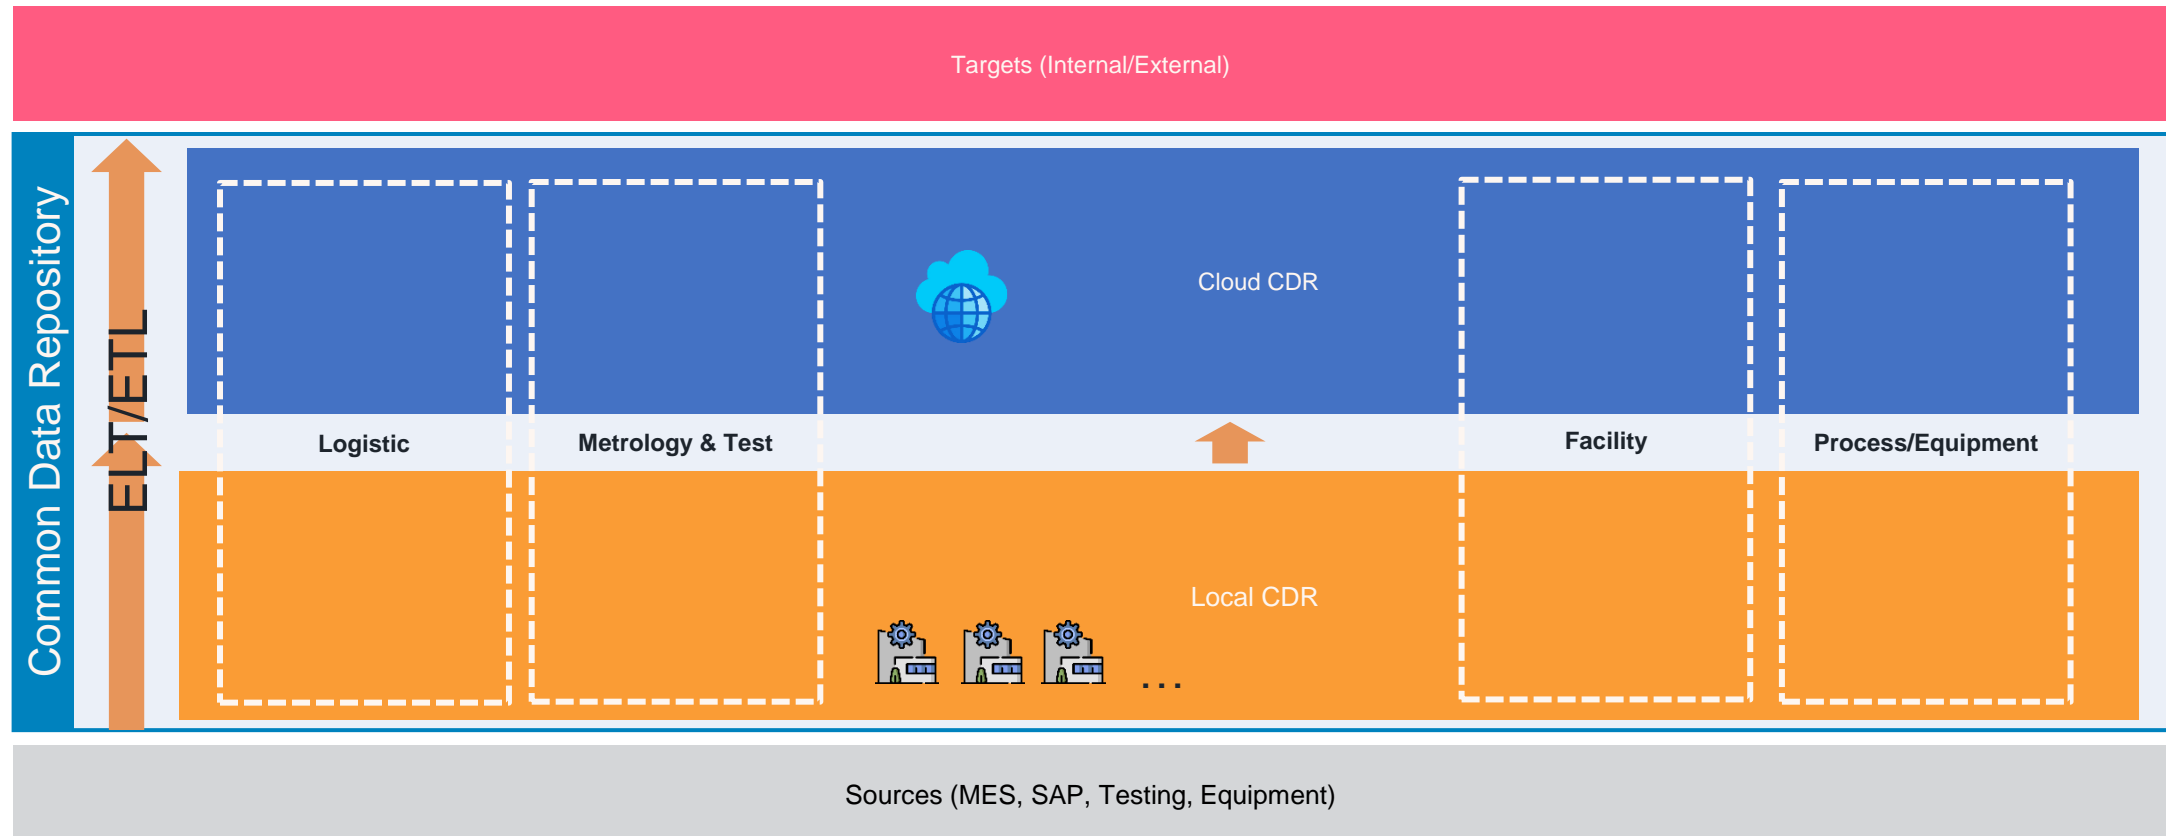 Targets (Internal/External)
Common Data Repository
ELT/ETL
Cloud CDR
Logistic
Metrology & Test
Facility
Process/Equipment
Local CDR
...
Sources (MES, SAP, Testing, Equipment)